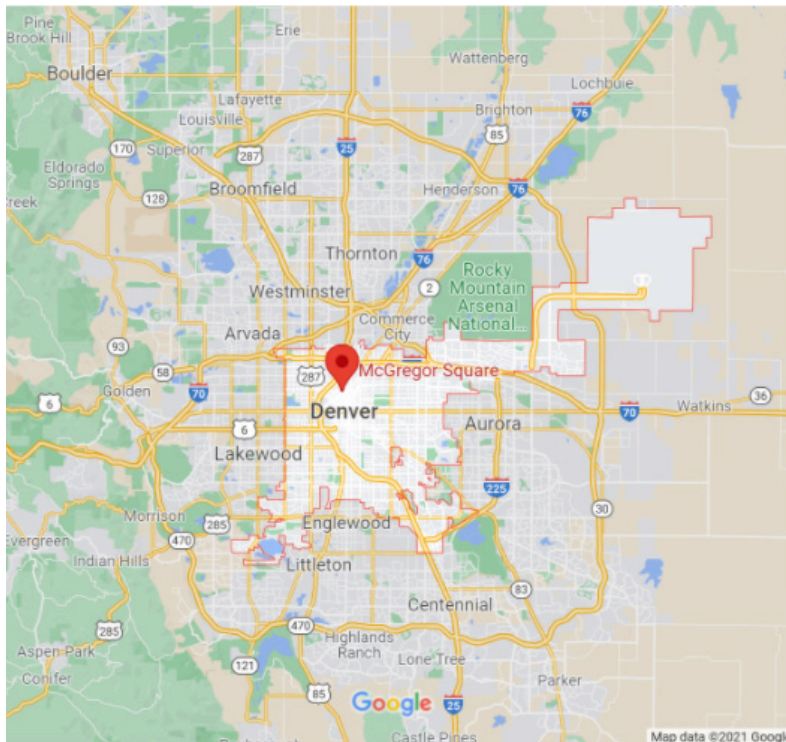 Pine
Brook Hill
Erie
Wattenberg
Boulder
Lochbuie
Lafayette
Louisville
Brighton
76
85
170
Superior
287
25
Eldorado
Springs
Creek
128
Broomfield
Henderson
76
Thornton
76
Rocky
Mountain
Arsenal
National...
2
Westminster
Commerce
City
Arvada
93
58
McGregor Square
287
Golden
70
6
36
Denver
Watkins
70
6
Aurora
Lakewood
225
Morrison
285
Englewood
30
Evergreen
470
Indian Hills
Littleton
83
Centennial
285
470
Highlands
Ranch
Lone Tree
Aspen Park
121
Conifer
85
Parker
Google
25
Castle Pines
Map data ©2021 Google